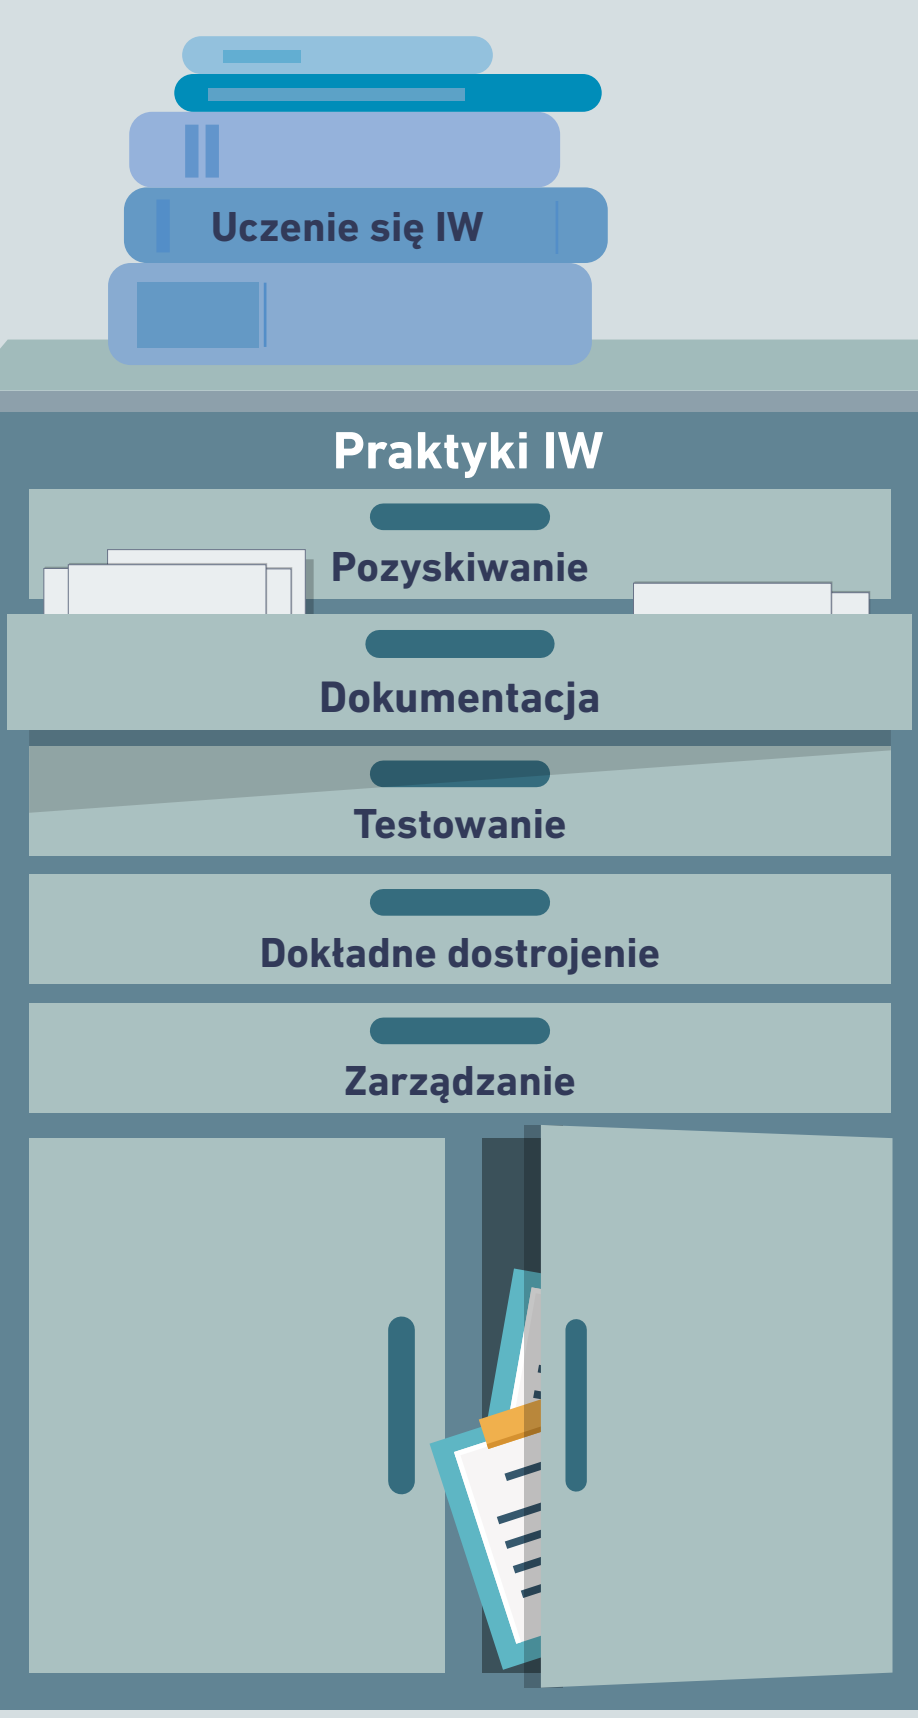 Uczenie się IW
Praktyki IW
Pozyskiwanie
Dokumentacja
Testowanie
Dokładne dostrojenie
Zarządzanie